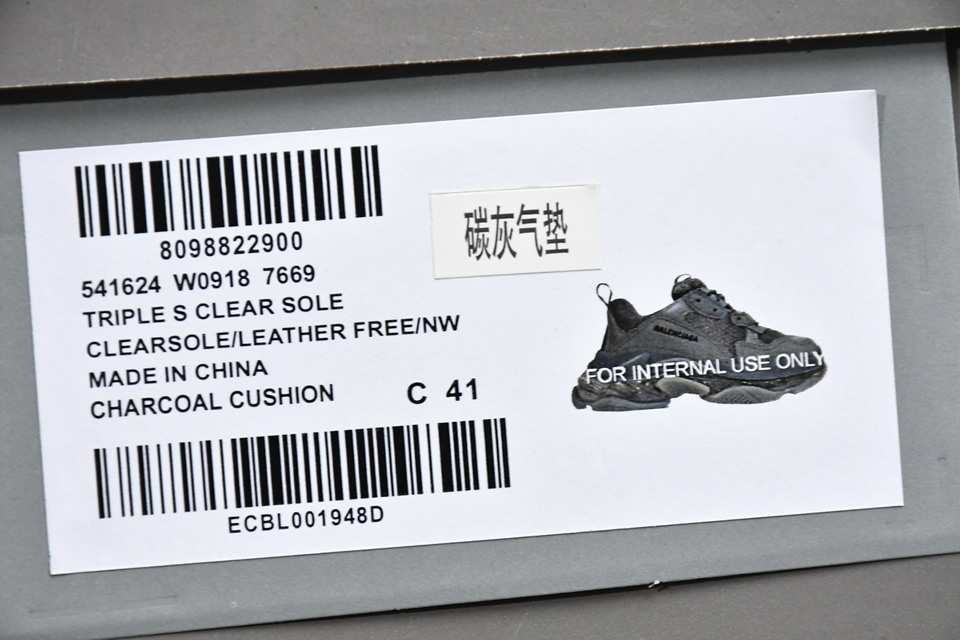 8098822900
541624 W0918 7669
TRIPLE S CLEAR SOLE
CLEARSOLE/LEATHER FREE/NW
MADE IN CHINA
CHARCOAL CUSHION C 41
ECBL001948D
碳灰气垫
BALENCIAGA
FOR INTERNAL USE ONLY